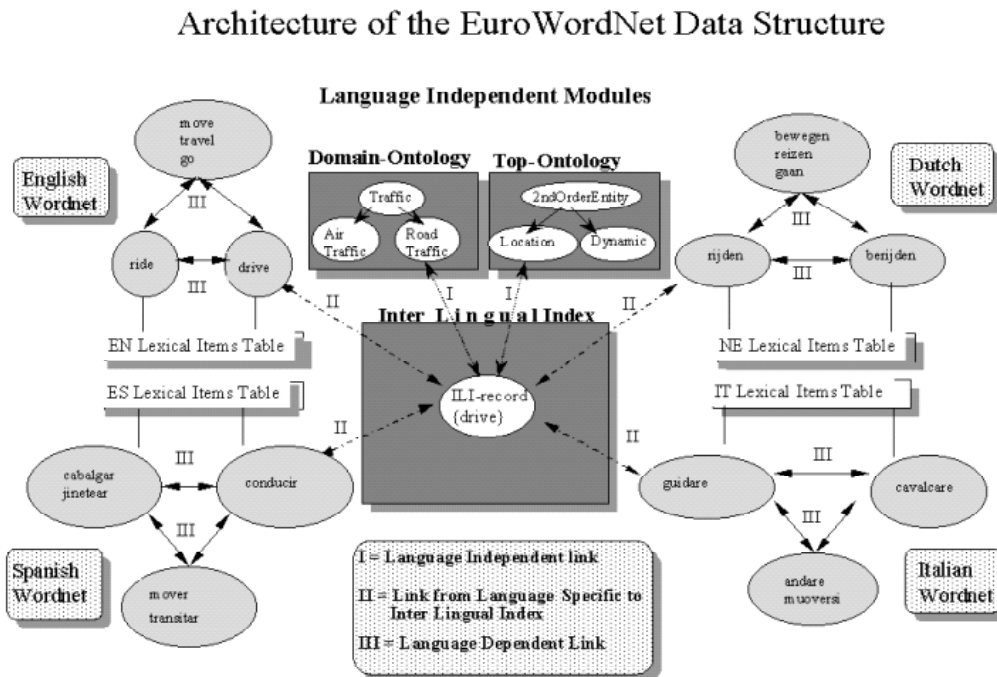 Architecture of the EuroWordNet Data Structure
Language Independent Modules
move
travel
go
English
Wordnet
III
ride
drive
III
EN Lexical Items Table
Domain-Ontology
Traffic
Air
Traffic
Road
Traffic
Top-Ontology
2ndOrderEntity
Location
Dynamic
I
I
bewegen
reizen
gaan
Dutch
Wordnet
III
rijden
berijden
III
NE Lexical Items Table
II
II
Inter Lingual Index
ILI-record
{drive}
II
II
ES Lexical Items Table
cabalgar
jinetear
III
conducir
III
Spanish
Wordnet
mover
transitar
IT Lexical Items Table
guidare
III
cavalcare
III
andare
muoversi
Italian
Wordnet
I = Language Independent link
II = Link from Language Specific to
Inter Lingual Index
III = Language Dependent Link